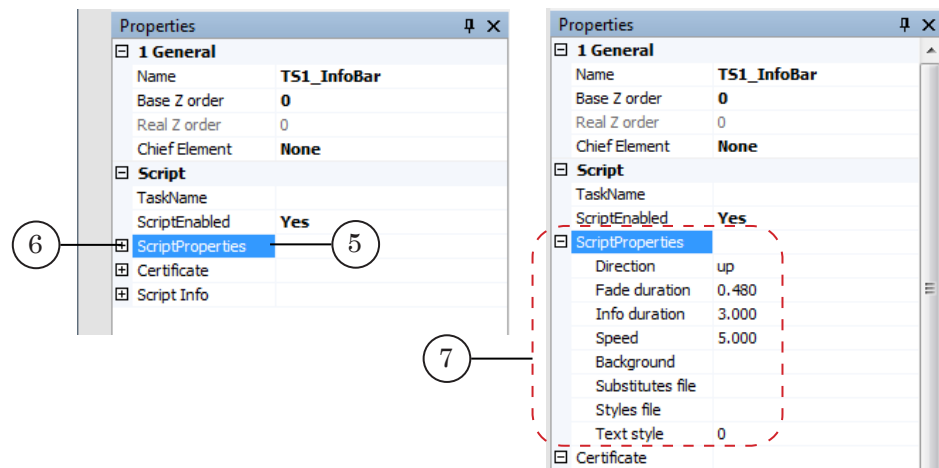 Properties
1 General
Name TS1_InfoBar
Base Z order 0
Real Z order 0
Chief Element None
Script
TaskName
ScriptEnabled Yes
6 ScriptProperties 5
Certificate
Script Info
Properties
1 General
Name TS1_InfoBar
Base Z order 0
Real Z order 0
Chief Element None
Script
TaskName
ScriptEnabled Yes
ScriptProperties
Direction up
Fade duration 0.480
Info duration 3.000
Speed 5.000
7
Background
Substitutes file
Styles file
Text style 0
Certificate